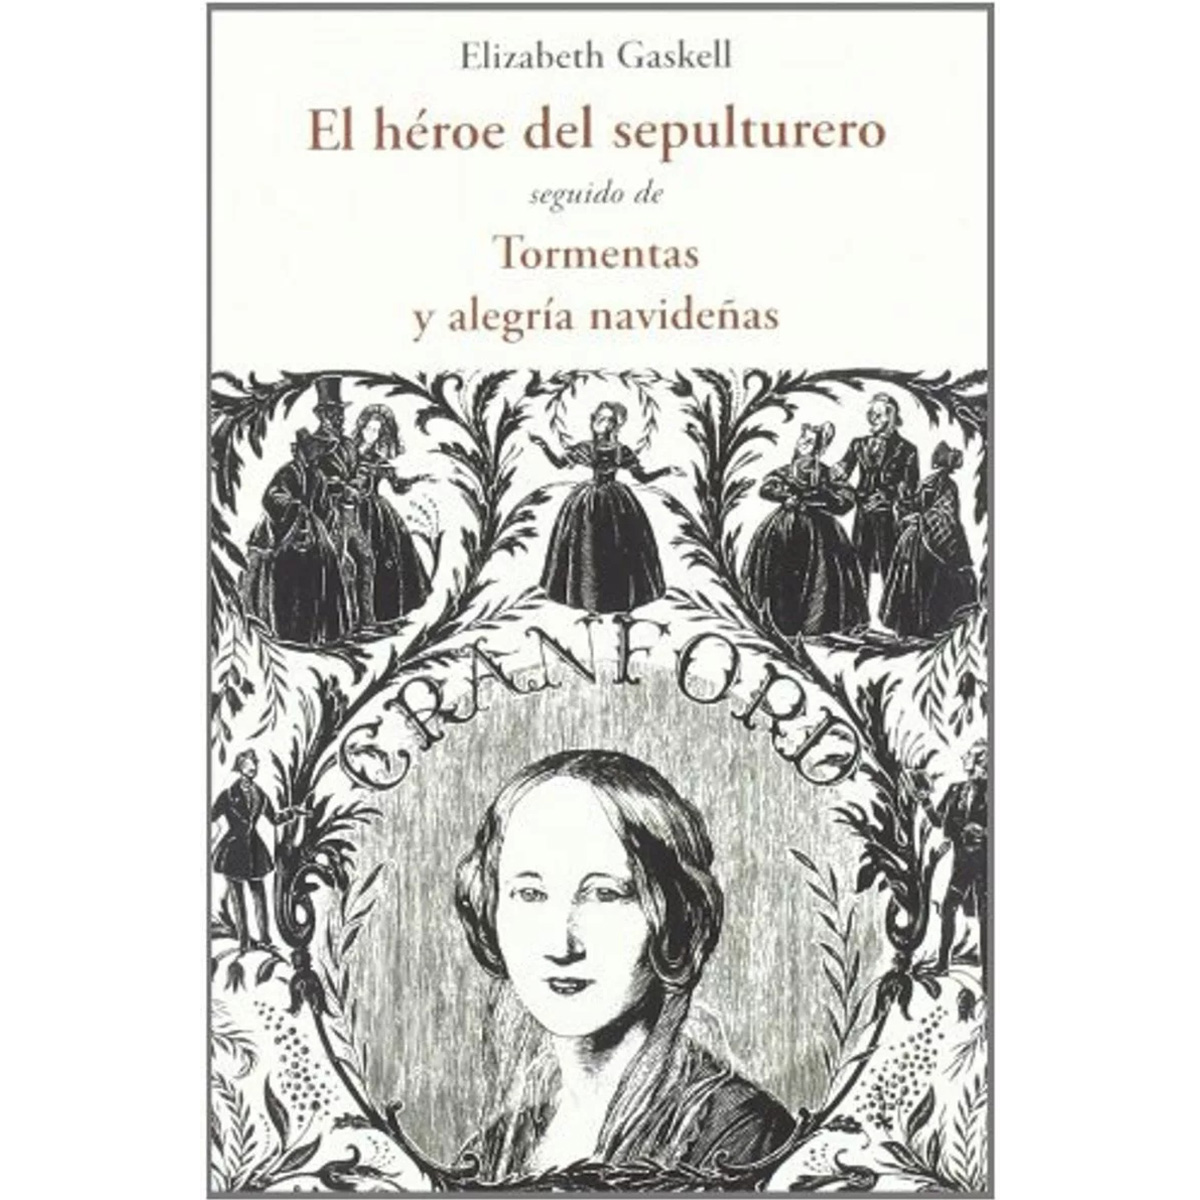 Elizabeth Gaskell
El héroe del sepulturero
seguido de
Tormentas
y alegría navideñas
CRANFORD